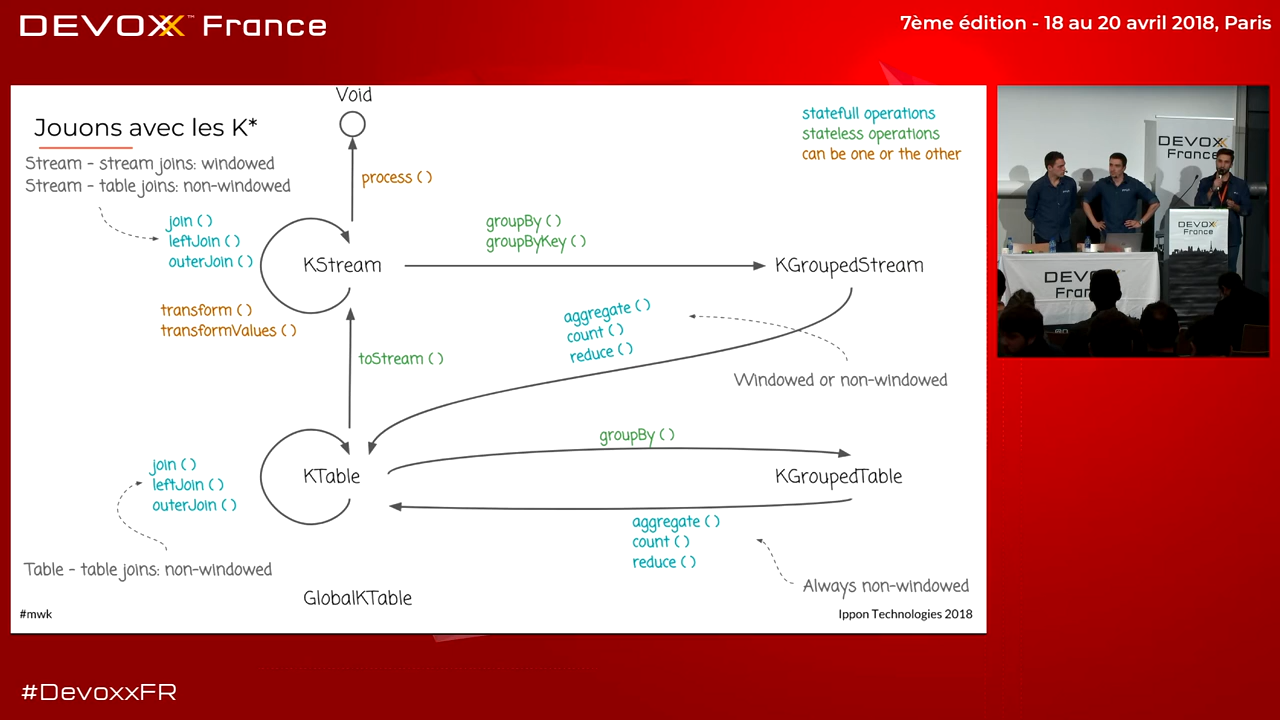 DEVOXX™ France
7ème édition - 18 au 20 avril 2018, Paris
Void
Jouons avec les K*
statefull operations
stateless operations
can be one or the other
Stream - stream joins: windowed
Stream - table joins: non-windowed
process ( )
join ( )
leftJoin ( )
outerJoin ( )
groupBy ( )
groupByKey ( )
KStream
KGroupedStream
transform ( )
transformValues ( )
aggregate ( )
count ( )
reduce ( )
toStream ( )
Windowed or non-windowed
groupBy ( )
join ( )
leftJoin ( )
outerJoin ( )
KTable
KGroupedTable
aggregate ( )
count ( )
reduce ( )
Table - table joins: non-windowed
Always non-windowed
GlobalKTable
#mwk
Ippon Technologies 2018
DEVOXX
France
DEVOXX
France
DEVOXX
#DevoxxFR